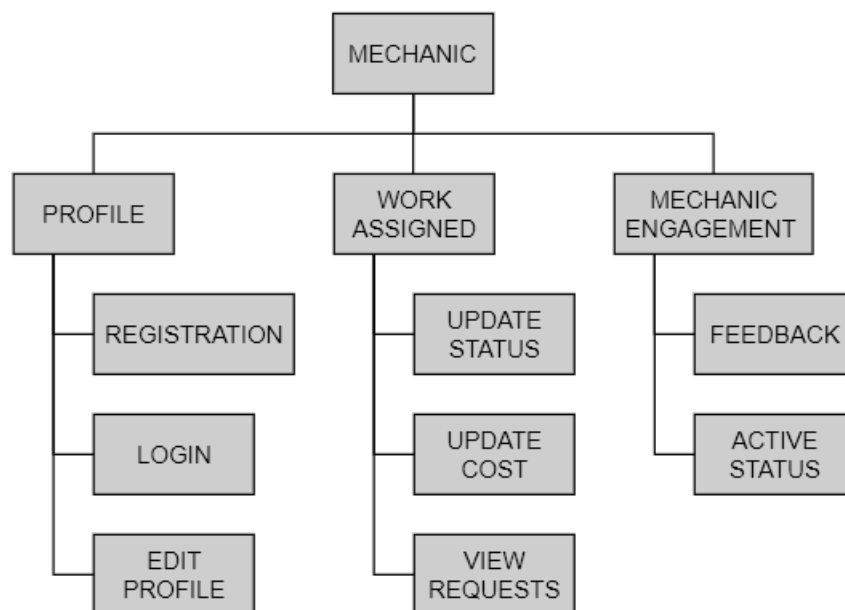 MECHANIC
PROFILE
WORK
ASSIGNED
MECHANIC
ENGAGEMENT
REGISTRATION
UPDATE
STATUS
FEEDBACK
LOGIN
UPDATE
COST
ACTIVE
STATUS
EDIT
PROFILE
VIEW
REQUESTS